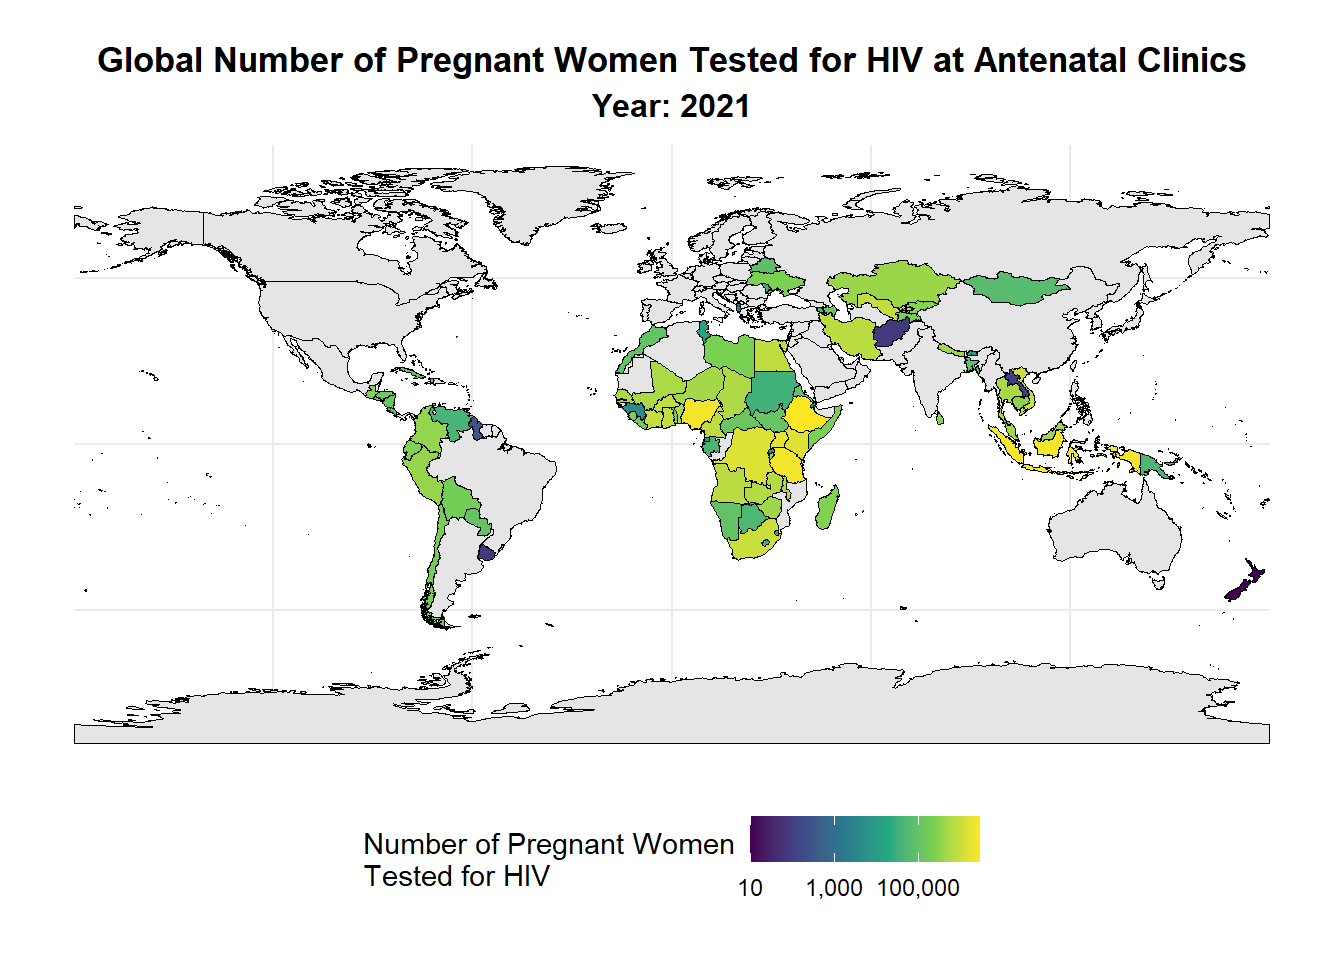 Global Number of Pregnant Women Tested for HIV at Antenatal Clinics
Year: 2021
Number of Pregnant Women
Tested for HIV
10 1,000 100,000